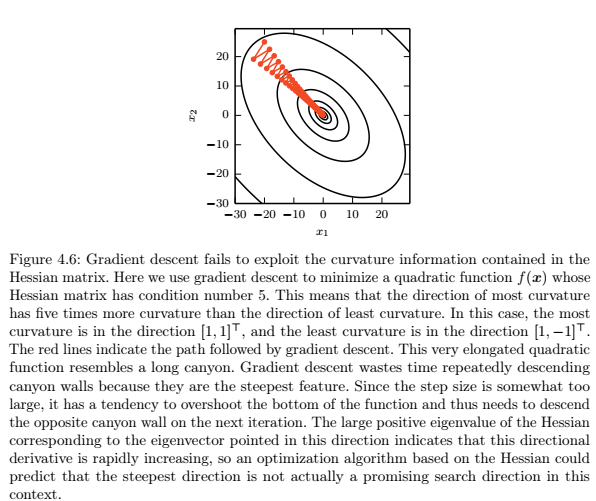 20
10
0
−10
−20
−30
x₂
−30 −20 −10 0 10 20
x₁
Figure 4.6: Gradient descent fails to exploit the curvature information contained in the
Hessian matrix. Here we use gradient descent to minimize a quadratic function f(x) whose
Hessian matrix has condition number 5. This means that the direction of most curvature
has five times more curvature than the direction of least curvature. In this case, the most
curvature is in the direction [1, 1]⊤, and the least curvature is in the direction [1, −1]⊤.
The red lines indicate the path followed by gradient descent. This very elongated quadratic
function resembles a long canyon. Gradient descent wastes time repeatedly descending
canyon walls because they are the steepest feature. Since the step size is somewhat too
large, it has a tendency to overshoot the bottom of the function and thus needs to descend
the opposite canyon wall on the next iteration. The large positive eigenvalue of the Hessian
corresponding to the eigenvector pointed in this direction indicates that this directional
derivative is rapidly increasing, so an optimization algorithm based on the Hessian could
predict that the steepest direction is not actually a promising search direction in this
context.